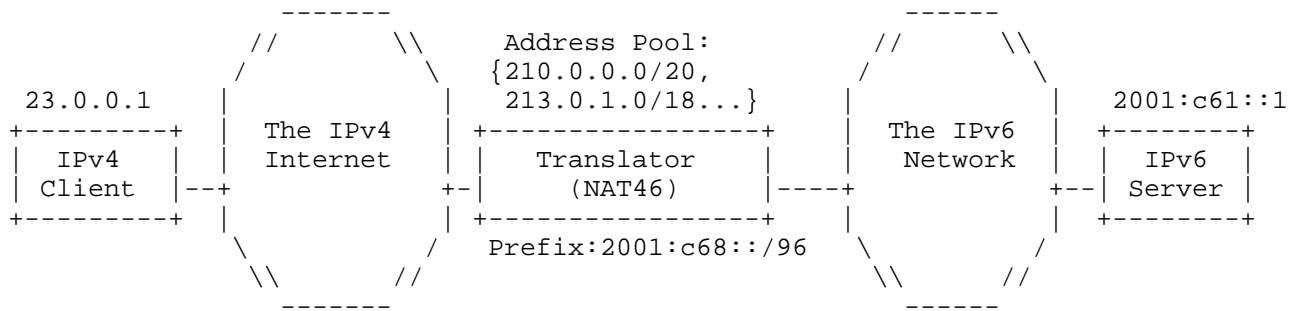 Address Pool:
{210.0.0.0/20,
23.0.0.1 213.0.1.0/18...} 2001:c61::1
The IPv4 The IPv6
IPv4 Internet Translator Network IPv6
Client (NAT46) Server
Prefix:2001:c68::/96